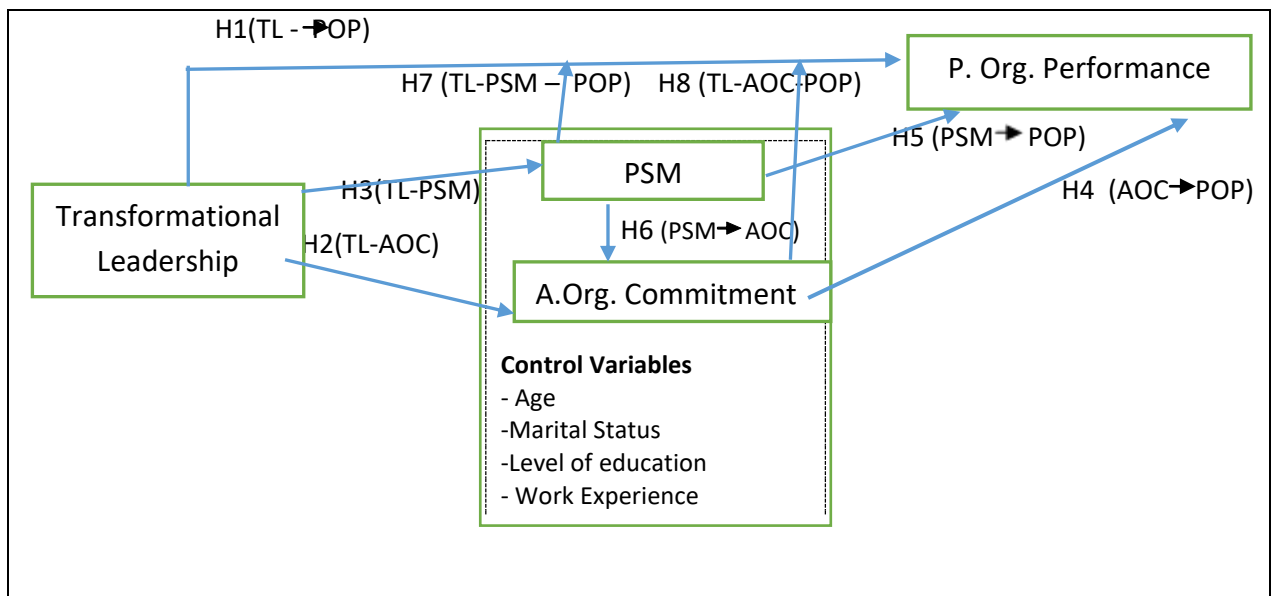 H1(TL - POP)
P. Org. Performance
H7 (TL-PSM – POP)
H8 (TL-AOC-POP)
H5 (PSM POP)
PSM
H3(TL-PSM)
H4 (AOC POP)
Transformational
Leadership
H6 (PSM AOC)
H2(TL-AOC)
A.Org. Commitment
Control Variables
- Age
-Marital Status
-Level of education
- Work Experience